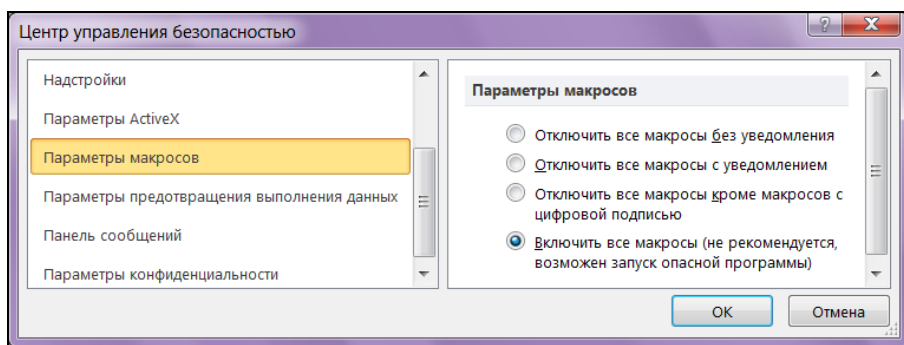 Центр управления безопасностью
Надстройки
Параметры ActiveX
Параметры макросов
Параметры предотвращения выполнения данных
Панель сообщений
Параметры конфиденциальности
Параметры макросов
Отключить все макросы без уведомления
Отключить все макросы с уведомлением
Отключить все макросы кроме макросов с
цифровой подписью
Включить все макросы (не рекомендуется,
возможен запуск опасной программы)
ОК
Отмена